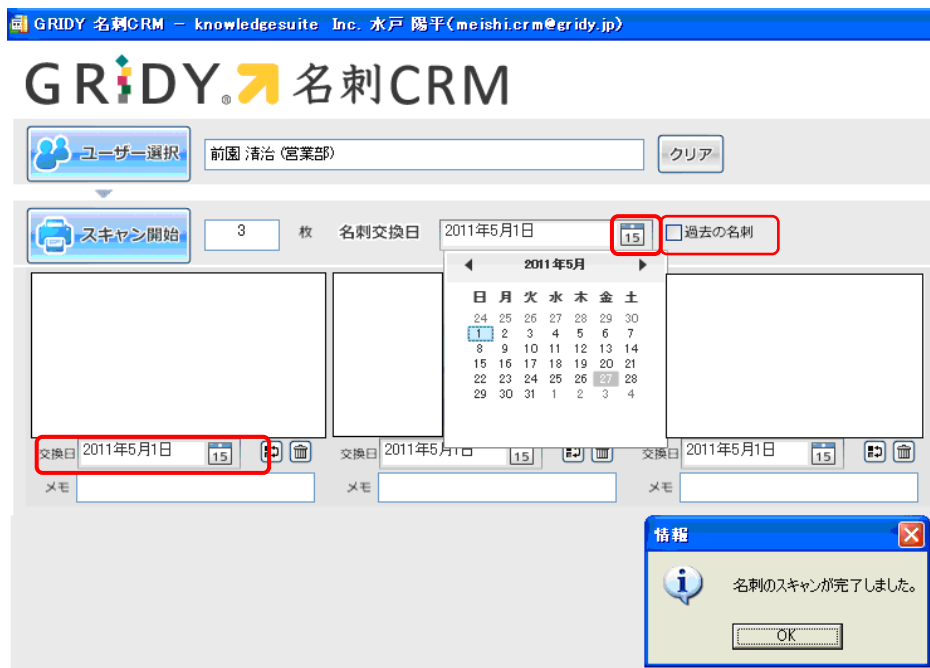 GRIDY 名刺CRM - knowledgesuite Inc. 水戸 陽平(meishi.crm@gridy.jp)
GRiDY.® 名刺CRM
ユーザー選択 前園 清治 (営業部) クリア
スキャン開始 3 枚 名刺交換日 2011年5月1日 15 過去の名刺
2011年5月
日 月 火 水 木 金 土
24 25 26 27 28 29 30
1 2 3 4 5 6 7
8 9 10 11 12 13 14
15 16 17 18 19 20 21
22 23 24 25 26 27 28
29 30 31 1 2 3 4
交換日 2011年5月1日 15 交換日 2011年5月1日 15 交換日 2011年5月1日 15
メモ メモ メモ
情報
名刺のスキャンが完了しました。
OK